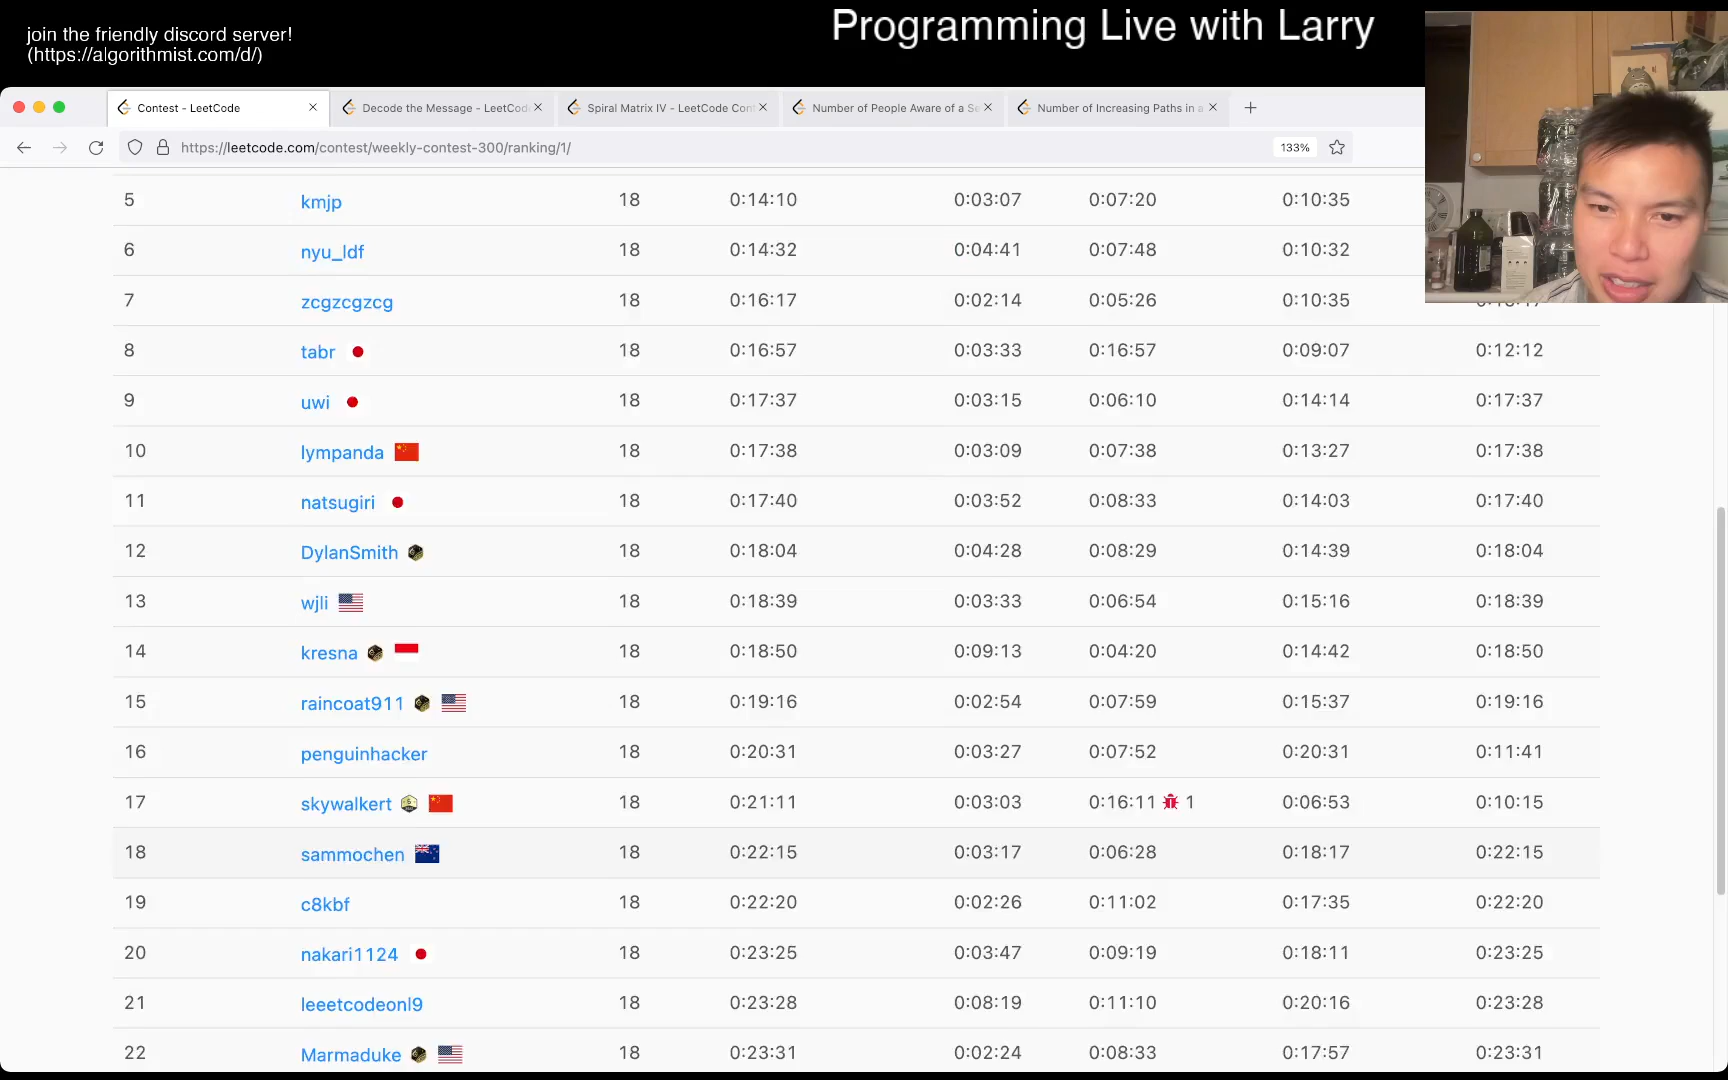 join the friendly discord server!
(https://algorithmist.com/d/)
Programming Live with Larry
Contest - LeetCode
Decode the Message - LeetCod
Spiral Matrix IV - LeetCode Cont
Number of People Aware of a Se
Number of Increasing Paths in a
https://leetcode.com/contest/weekly-contest-300/ranking/1/
133%
5 kmjp 18 0:14:10 0:03:07 0:07:20 0:10:35
6 nyu_ldf 18 0:14:32 0:04:41 0:07:48 0:10:32
7 zcgzcgzcg 18 0:16:17 0:02:14 0:05:26 0:10:35
8 tabr 18 0:16:57 0:03:33 0:16:57 0:09:07 0:12:12
9 uwi 18 0:17:37 0:03:15 0:06:10 0:14:14 0:17:37
10 lympanda 18 0:17:38 0:03:09 0:07:38 0:13:27 0:17:38
11 natsugiri 18 0:17:40 0:03:52 0:08:33 0:14:03 0:17:40
12 DylanSmith 18 0:18:04 0:04:28 0:08:29 0:14:39 0:18:04
13 wjli 18 0:18:39 0:03:33 0:06:54 0:15:16 0:18:39
14 kresna 18 0:18:50 0:09:13 0:04:20 0:14:42 0:18:50
15 raincoat911 18 0:19:16 0:02:54 0:07:59 0:15:37 0:19:16
16 penguinhacker 18 0:20:31 0:03:27 0:07:52 0:20:31 0:11:41
17 skywalkert 18 0:21:11 0:03:03 0:16:11 1 0:06:53 0:10:15
18 sammochen 18 0:22:15 0:03:17 0:06:28 0:18:17 0:22:15
19 c8kbf 18 0:22:20 0:02:26 0:11:02 0:17:35 0:22:20
20 nakari1124 18 0:23:25 0:03:47 0:09:19 0:18:11 0:23:25
21 leeetcodeonl9 18 0:23:28 0:08:19 0:11:10 0:20:16 0:23:28
22 Marmaduke 18 0:23:31 0:02:24 0:08:33 0:17:57 0:23:31